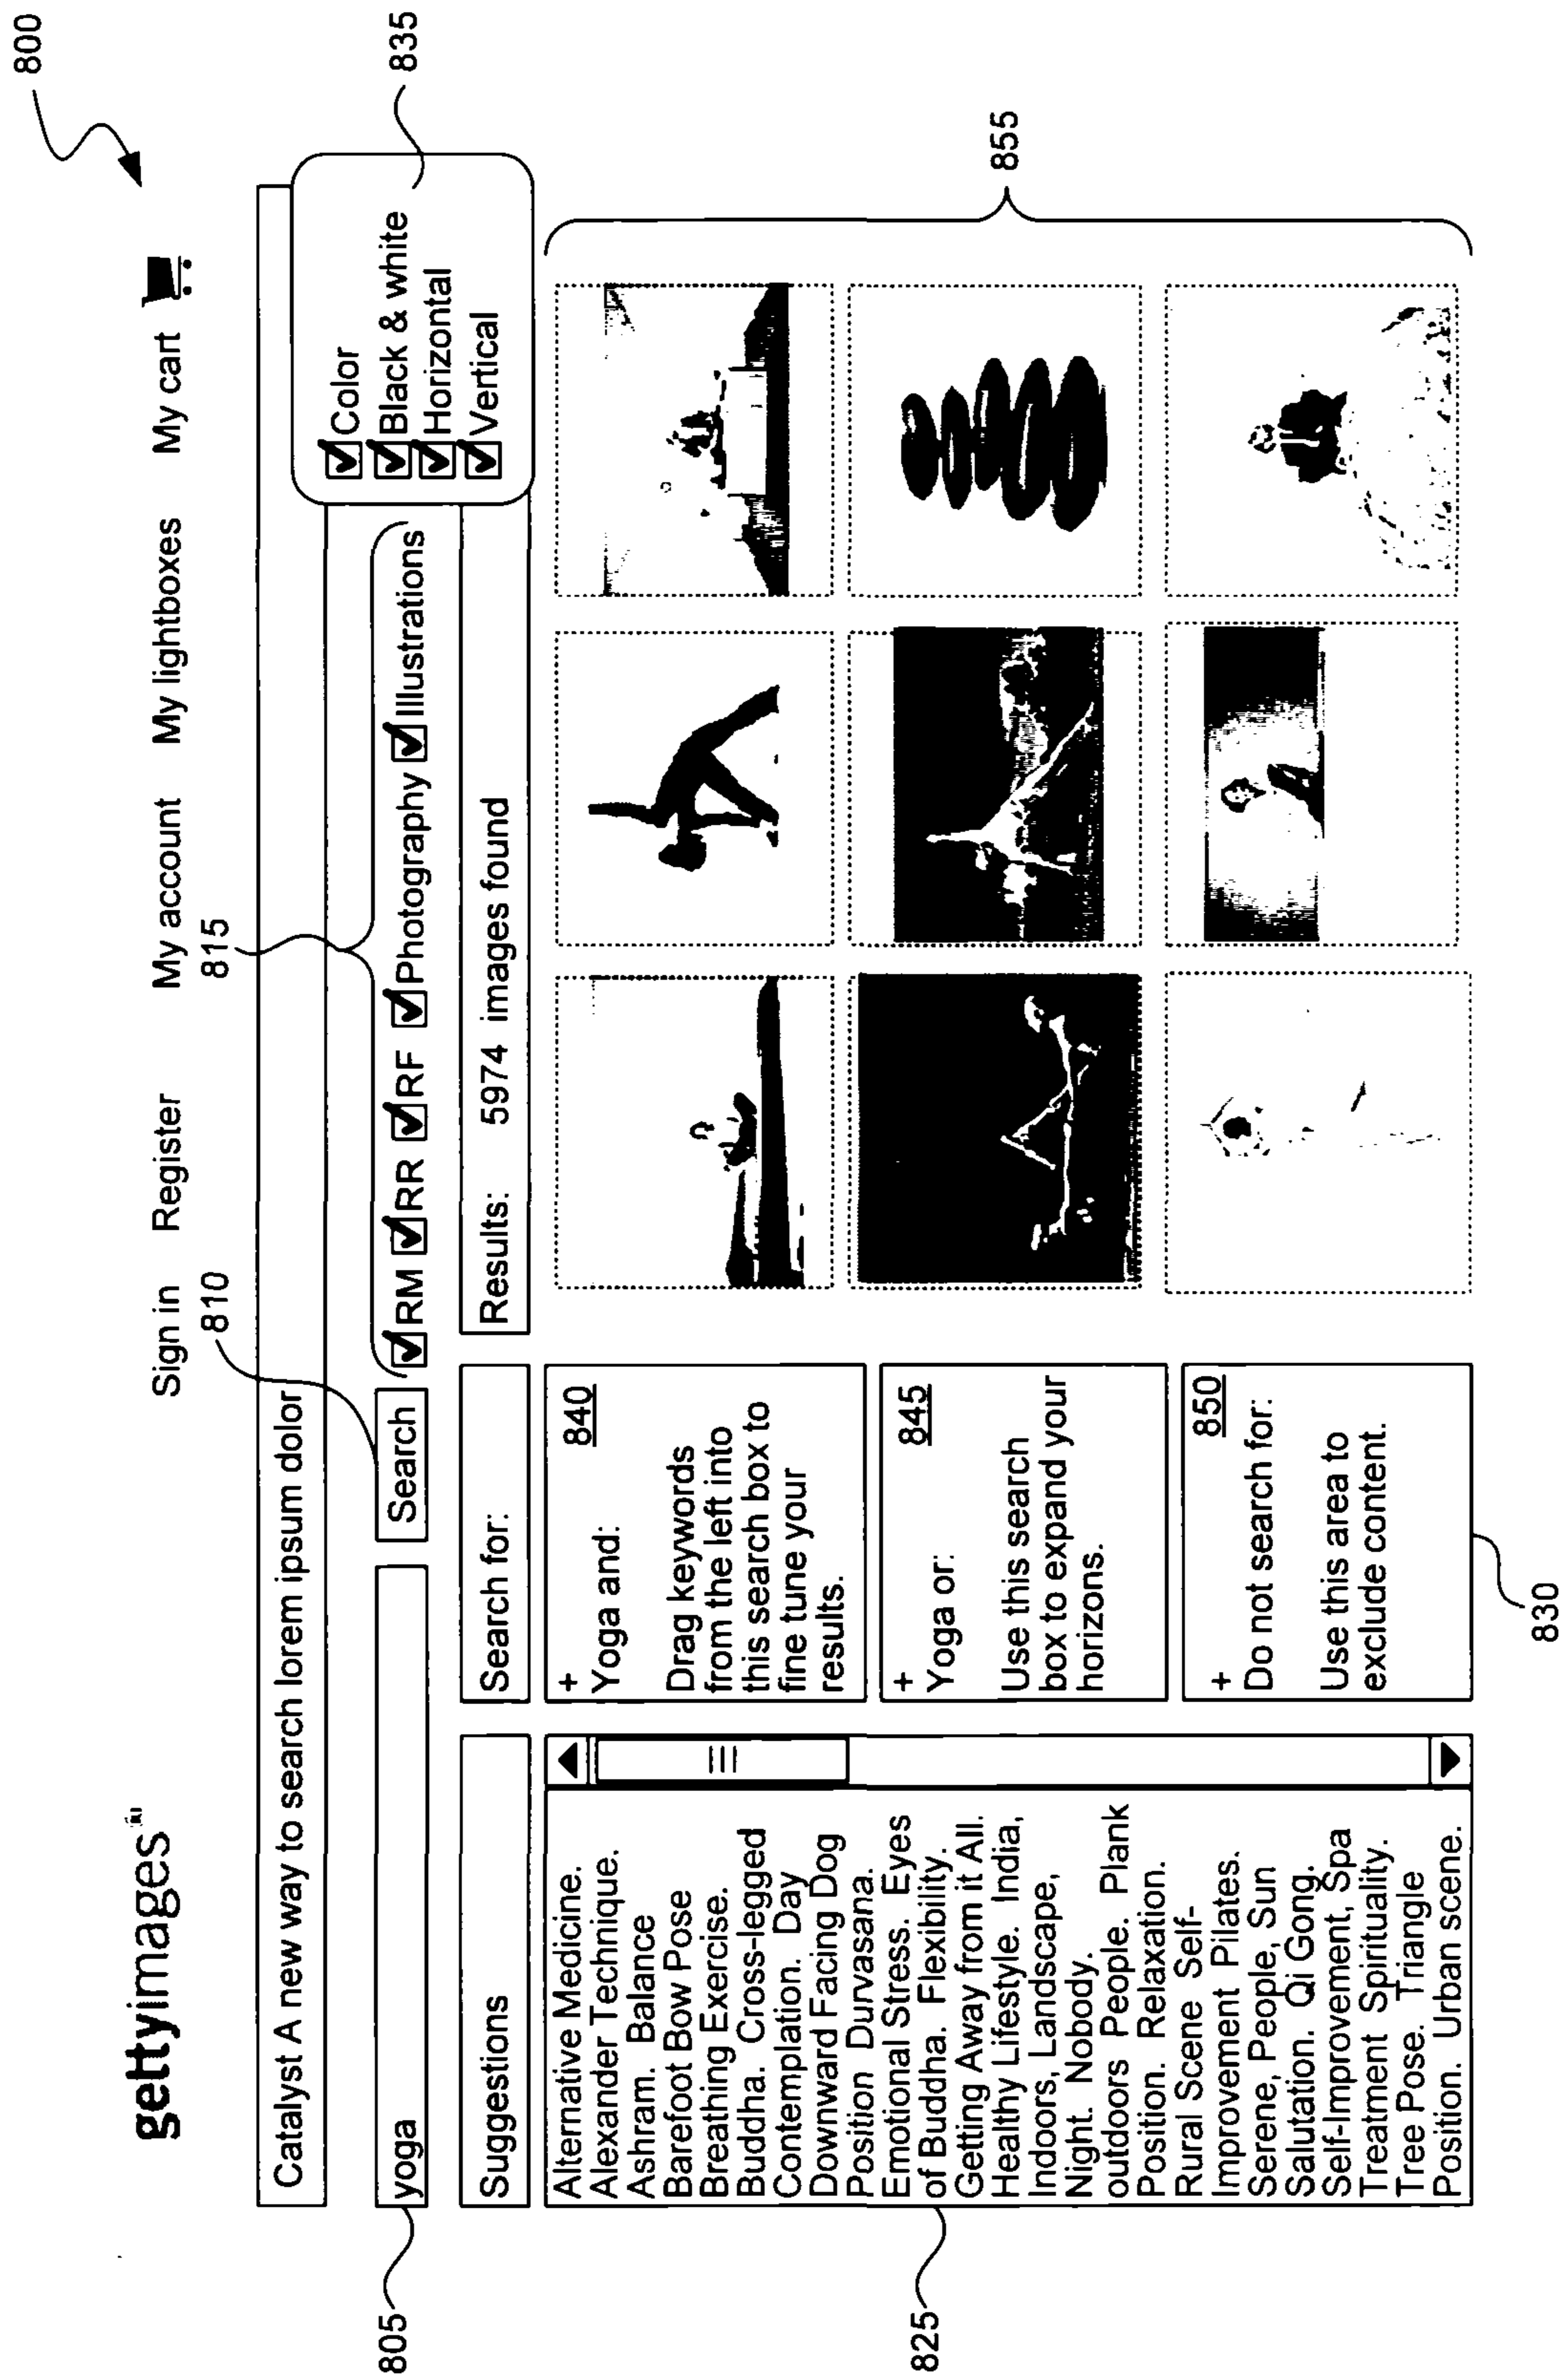 800
gettyimages
Sign in Register My account My lightboxes My cart
810
815
Catalyst A new way to search lorem ipsum dolor
835
Color
Black & white
Horizontal
Vertical
805
yoga
Search
RM RR RF Photography Illustrations
Suggestions
Search for:
Results: 5974 images found
825
Alternative Medicine.
Alexander Technique.
Ashram. Balance
Barefoot Bow Pose
Breathing Exercise.
Buddha. Cross-legged
Contemplation. Day
Downward Facing Dog
Position Durvasana.
Emotional Stress. Eyes
of Buddha. Flexibility.
Getting Away from it All.
Healthy Lifestyle. India,
Indoors, Landscape,
Night. Nobody.
outdoors People. Plank
Position. Relaxation.
Rural Scene Self-
Improvement Pilates.
Serene, People, Sun
Salutation. Qi Gong.
Self-Improvement, Spa
Treatment Spirituality.
Tree Pose. Triangle
Position. Urban scene.
+ 840
Yoga and:
Drag keywords
from the left into
this search box to
fine tune your
results.
+ 845
Yoga or:
Use this search
box to expand your
horizons.
+ 850
Do not search for:
Use this area to
exclude content.
830
855